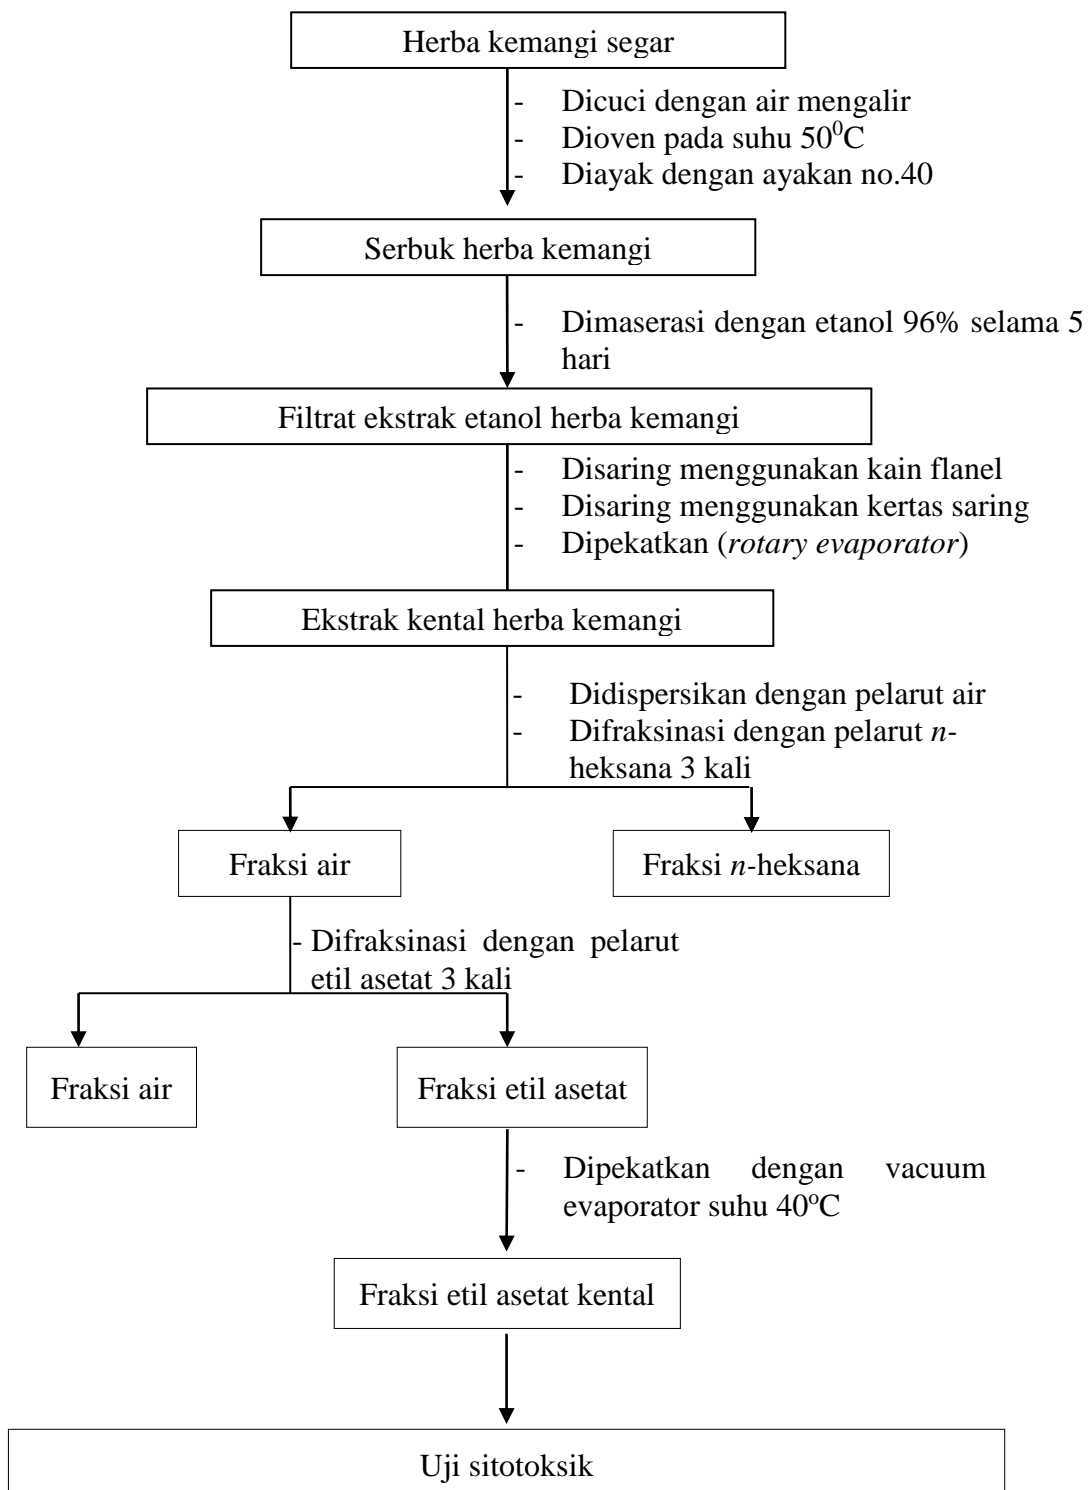 Herba kemangi segar
- Dicuci dengan air mengalir
- Dioven pada suhu 50⁰C
- Diayak dengan ayakan no.40
Serbuk herba kemangi
- Dimaserasi dengan etanol 96% selama 5
hari
Filtrat ekstrak etanol herba kemangi
- Disaring menggunakan kain flanel
- Disaring menggunakan kertas saring
- Dipekatkan (rotary evaporator)
Ekstrak kental herba kemangi
- Didispersikan dengan pelarut air
- Difraksinasi dengan pelarut n-
heksana 3 kali
Fraksi air
Fraksi n-heksana
- Difraksinasi dengan pelarut
etil asetat 3 kali
Fraksi air
Fraksi etil asetat
- Dipekatkan dengan vacuum
evaporator suhu 40ºC
Fraksi etil asetat kental
Uji sitotoksik